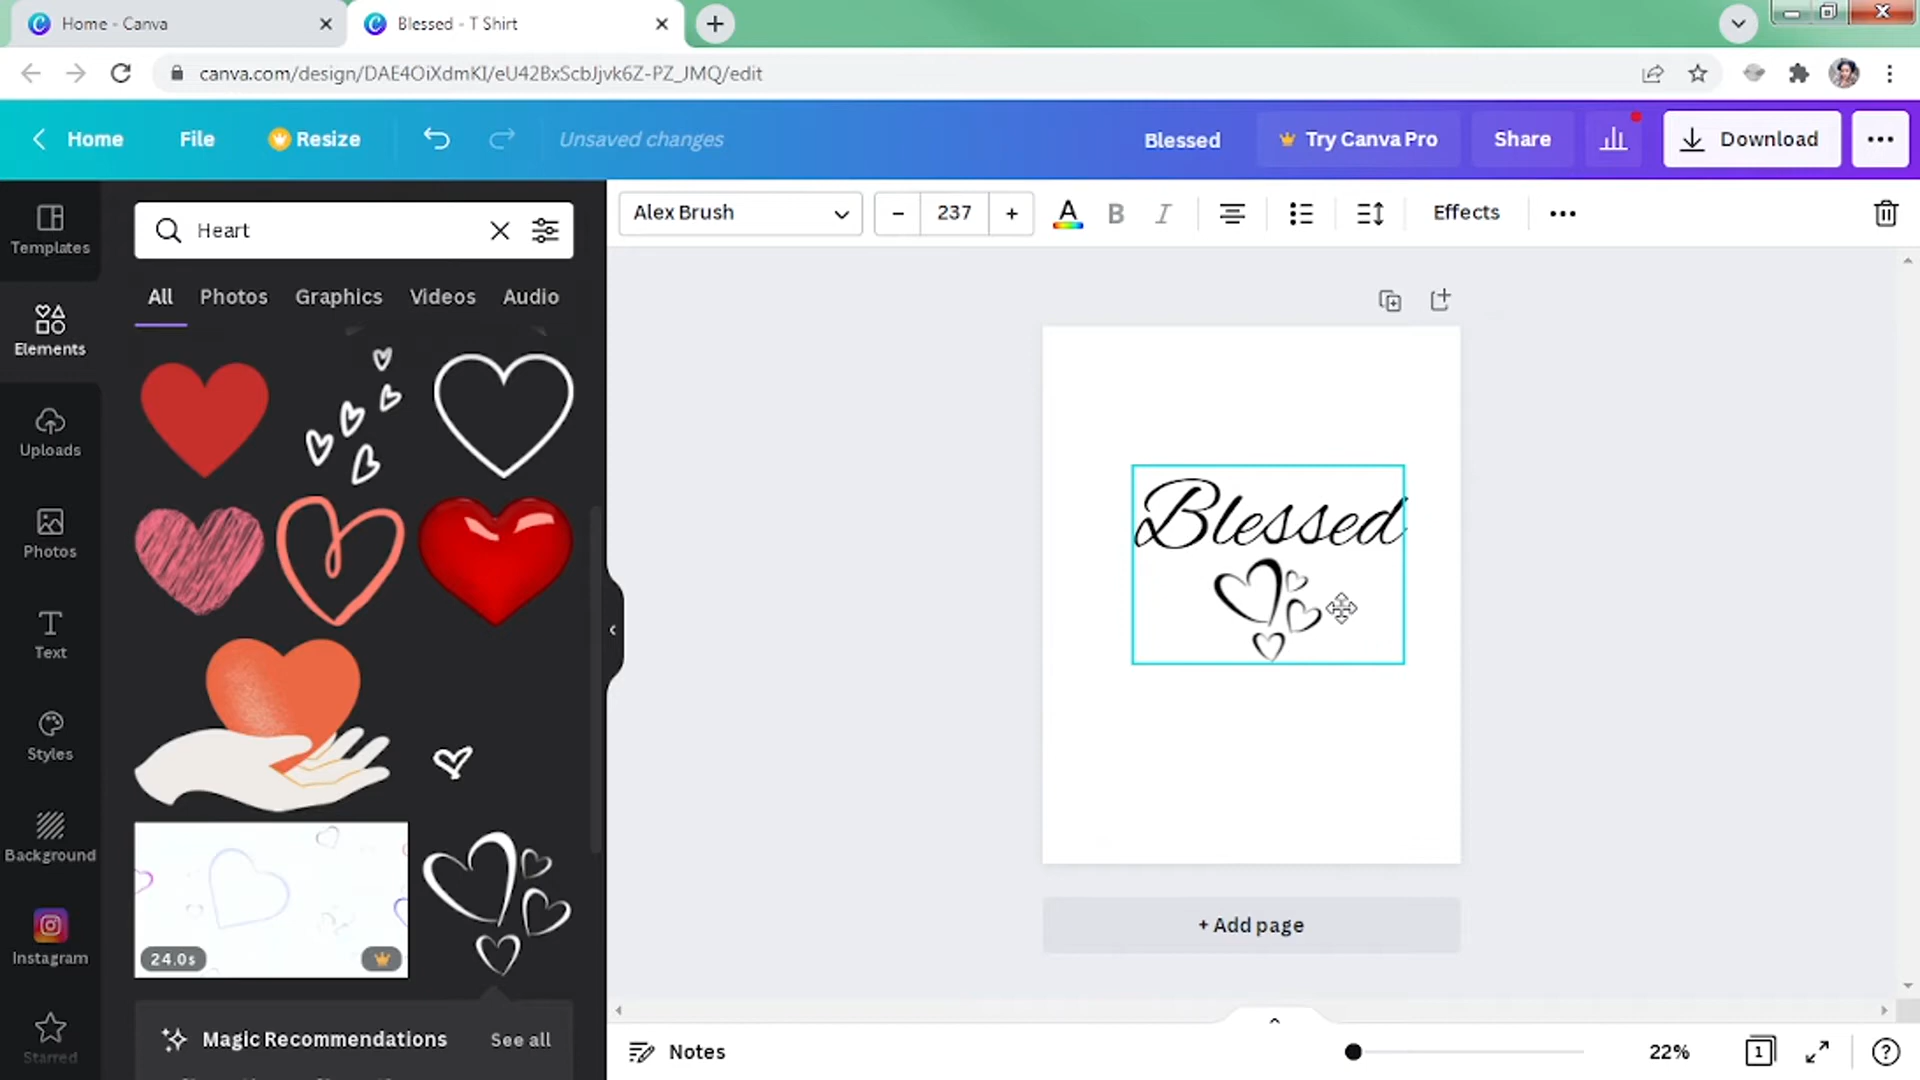 Home - Canva
Blessed - T Shirt
canva.com/design/DAE4OiXdmKI/eU42BxScbJjvk6Z-PZ_JMQ/edit
Home
File
Resize
Unsaved changes
Blessed
Try Canva Pro
Share
Download
Templates
Elements
Uploads
Photos
Text
Styles
Background
Instagram
Starred
Heart
All
Photos
Graphics
Videos
Audio
24.0s
Magic Recommendations
See all
Alex Brush
237
A
B
I
Effects
Blessed
+ Add page
Notes
22%
1